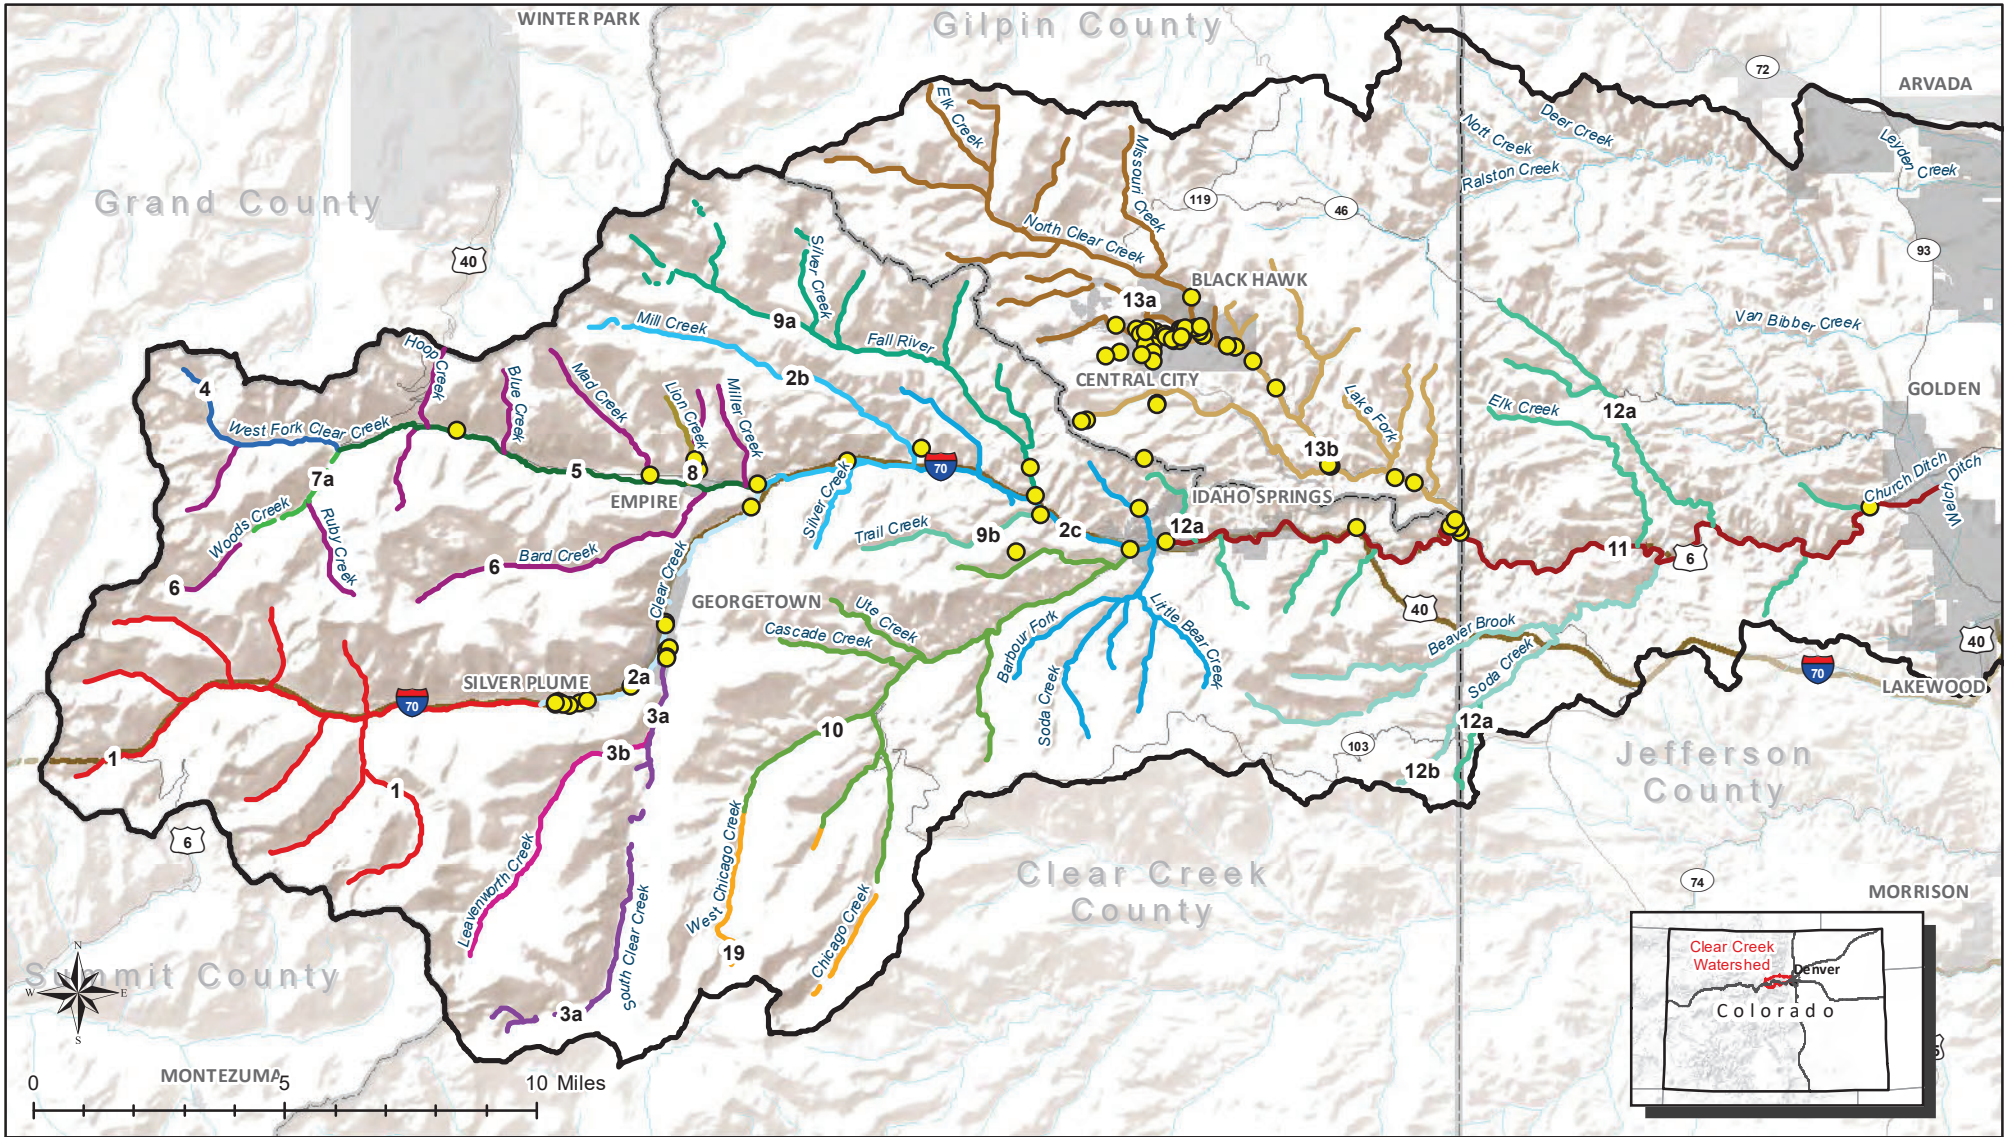 WINTER PARK
Gilpin County
72
ARVADA
Elk Creek
Nott Creek
Deer Creek
Leyden
Creek
Missouri Creek
Ralston Creek
Grand County
119
46
North Clear Creek
Silver Creek
40
93
BLACK HAWK
13a
Mill Creek
9a
Fall River
Van Bibber Creek
Hoop Creek
Blue Creek
Mad Creek
Lion Creek
Miller Creek
2b
CENTRAL CITY
Lake Fork
GOLDEN
4
Elk Creek
12a
West Fork Clear Creek
13b
7a
5
8
70
Church Ditch
Welch Ditch
EMPIRE
Silver Creek
IDAHO SPRINGS
Woods Creek
Ruby Creek
Trail Creek
9b
2c
12a
Bard Creek
6
6
11
6
Clear Creek
GEORGETOWN
Ute Creek
Cascade Creek
Barbour Fork
Little Bear Creek
40
Beaver Brook
40
Soda Creek
SILVER PLUME
2a
70
70
LAKEWOOD
3a
Soda Creek
10
12a
3b
1
103
12b
Jefferson
County
1
6
West Chicago Creek
Leavenworth Creek
Clear Creek
County
74
MORRISON
South Clear Creek
Chicago Creek
19
Summit County
N
W
E
S
3a
Clear Creek
Watershed
Denver
Colorado
MONTEZUMA
0
5
10 Miles